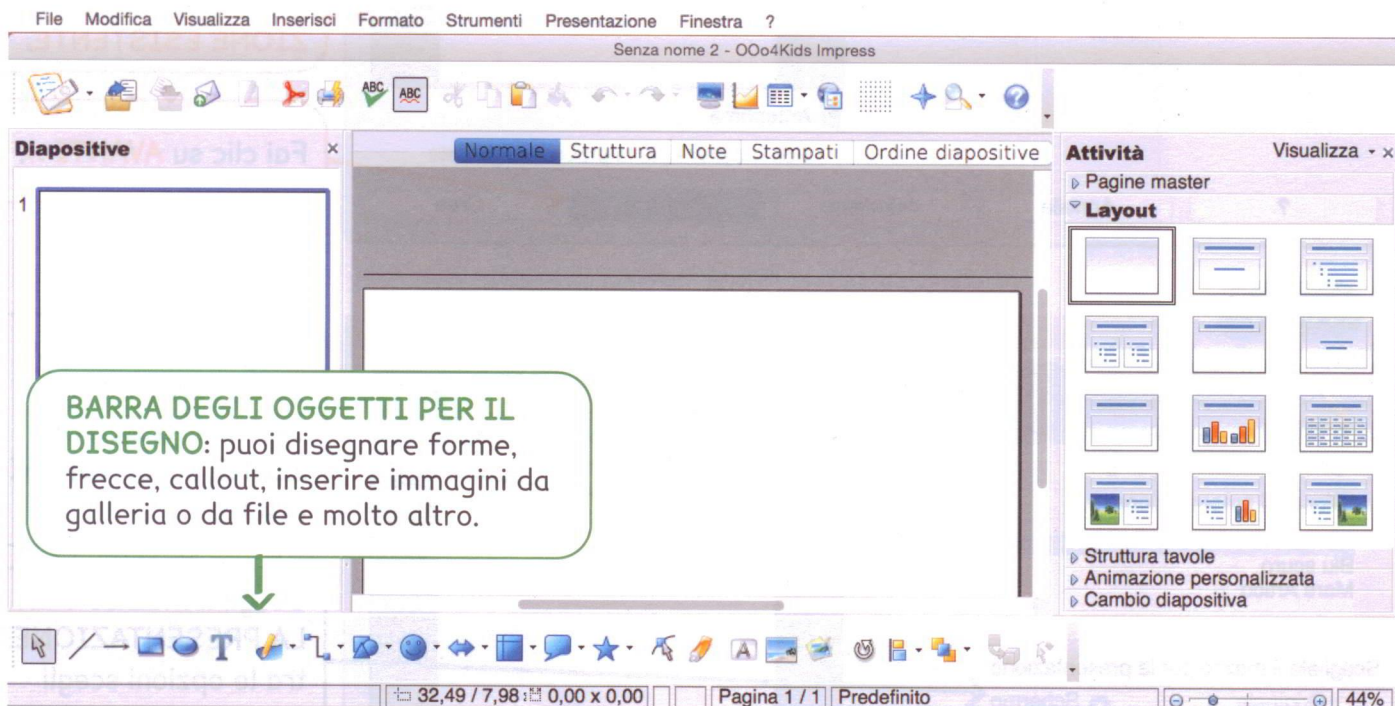 File Modifica Visualizza Inserisci Formato Strumenti Presentazione Finestra ?
Senza nome 2 - OOo4Kids Impress
ABC ABC
Diapositive ×
Normale Struttura Note Stampati Ordine diapositive
Attività Visualizza ×
Pagine master
Layout
1
BARRA DEGLI OGGETTI PER IL
DISEGNO: puoi disegnare forme,
frecce, callout, inserire immagini da
galleria o da file e molto altro.
Struttura tavole
Animazione personalizzata
Cambio diapositiva
T A
32,49 / 7,98 0,00 x 0,00 Pagina 1 / 1 Predefinito 44%